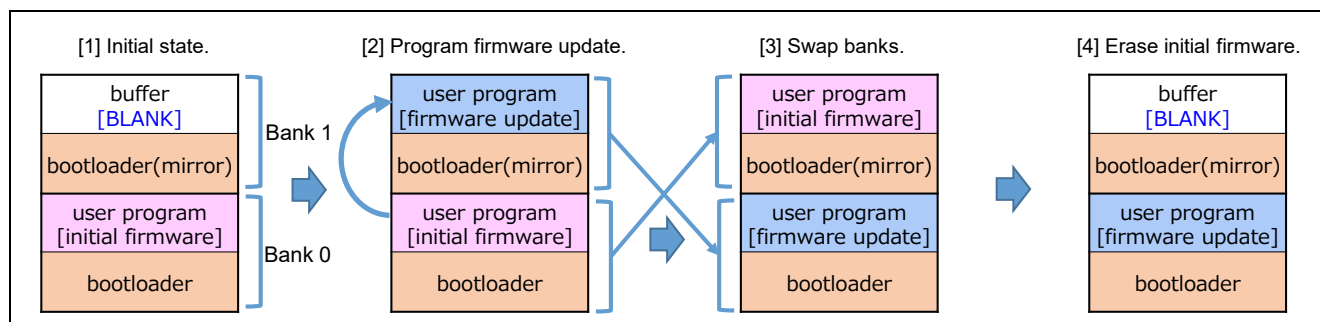 [1] Initial state.
buffer
[BLANK]
bootloader(mirror)
user program
[initial firmware]
bootloader
Bank 1
Bank 0
[2] Program firmware update.
user program
[firmware update]
bootloader(mirror)
user program
[initial firmware]
bootloader
[3] Swap banks.
user program
[initial firmware]
bootloader(mirror)
user program
[firmware update]
bootloader
[4] Erase initial firmware.
buffer
[BLANK]
bootloader(mirror)
user program
[firmware update]
bootloader